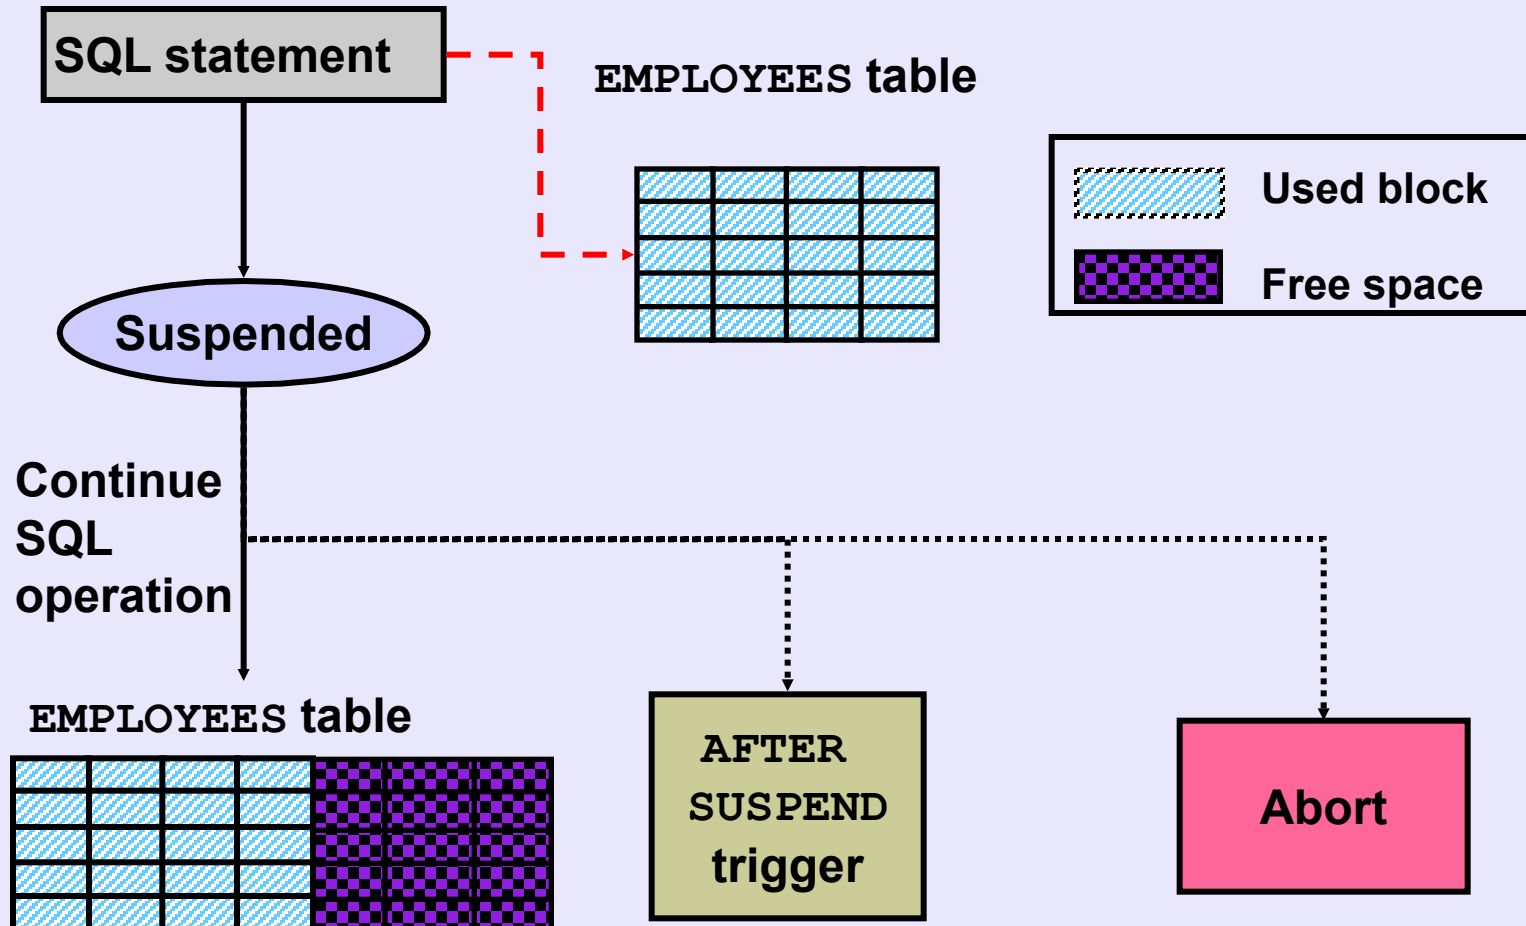 SQL statement
EMPLOYEES table
Used block
Free space
Suspended
Continue
SQL
operation
EMPLOYEES table
AFTER
SUSPEND
trigger
Abort